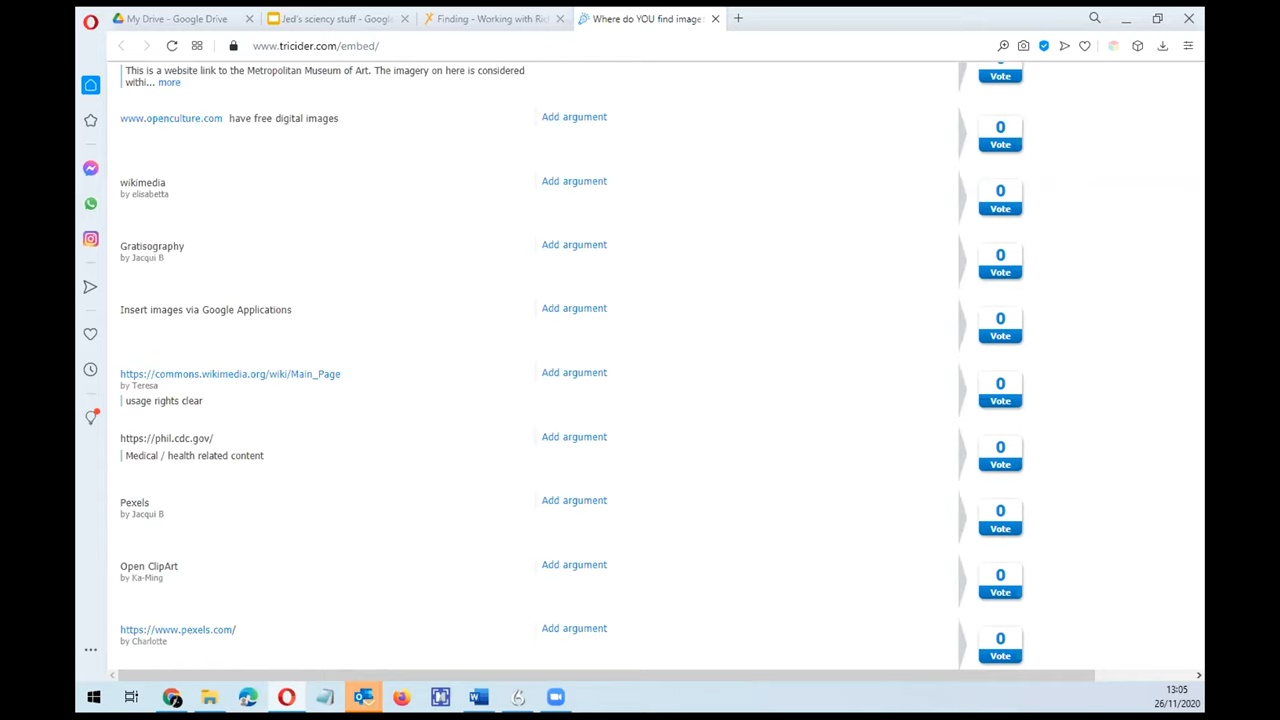 My Drive - Google Drive
Jed's sciency stuff - Google
Finding - Working with Ric
Where do YOU find image
www.tricider.com/embed/
This is a website link to the Metropolitan Museum of Art. The imagery on here is considered
withi... more
Vote
www.openculture.com have free digital images
Add argument
0
Vote
wikimedia
by elisabetta
Add argument
0
Vote
Gratisography
by Jacqui B
Add argument
0
Vote
Insert images via Google Applications
Add argument
0
Vote
https://commons.wikimedia.org/wiki/Main_Page
by Teresa
usage rights clear
Add argument
0
Vote
https://phil.cdc.gov/
Medical / health related content
Add argument
0
Vote
Pexels
by Jacqui B
Add argument
0
Vote
Open ClipArt
by Ka-Ming
Add argument
0
Vote
https://www.pexels.com/
by Charlotte
Add argument
0
Vote
13:05
26/11/2020